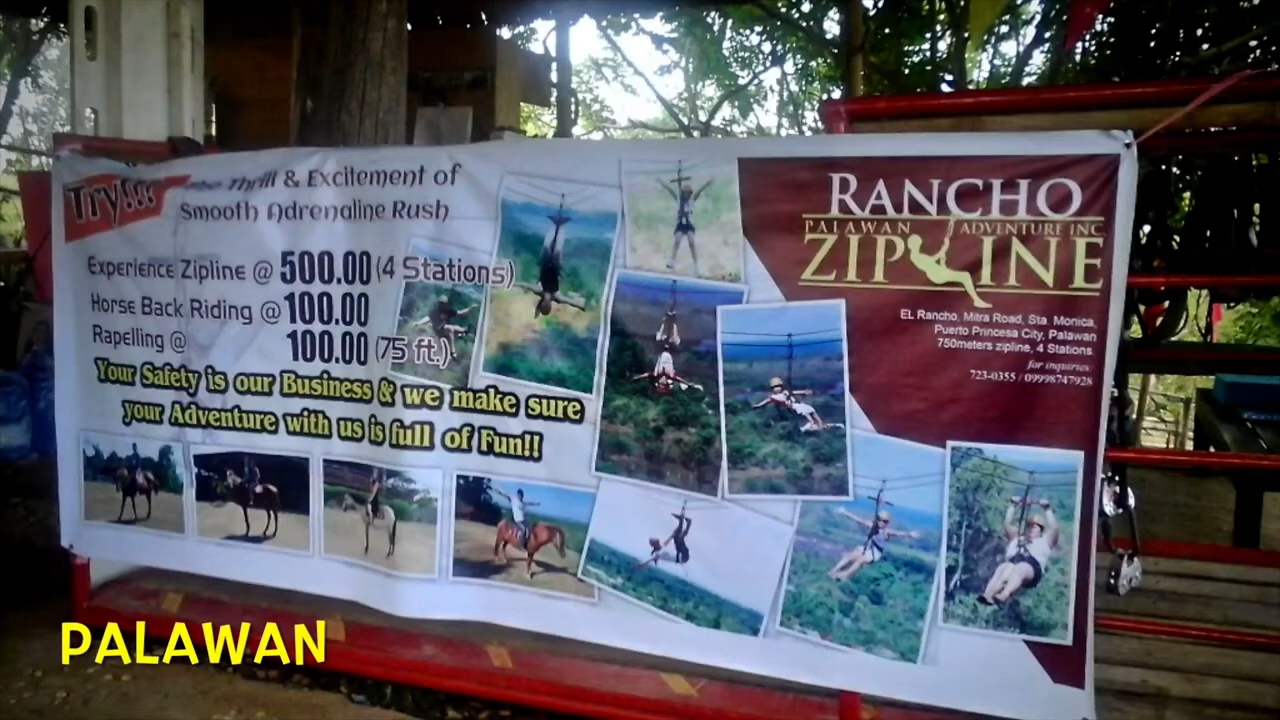 Try!!! the Thrill & Excitement of
Smooth Adrenaline Rush
Experience Zipline @ 500.00 (4 Stations)
Horse Back Riding @ 100.00
Rapelling @ 100.00 (75 ft.)
Your Safety is our Business & we make sure
your Adventure with us is full of Fun!!
RANCHO
PALAWAN ADVENTURE INC
ZIPLINE
EL Rancho, Mitra Road, Sta. Monica,
Puerto Princesa City, Palawan
750meters zipline, 4 Stations.
for inquiries:
723-0355 / 09998747928
PALAWAN